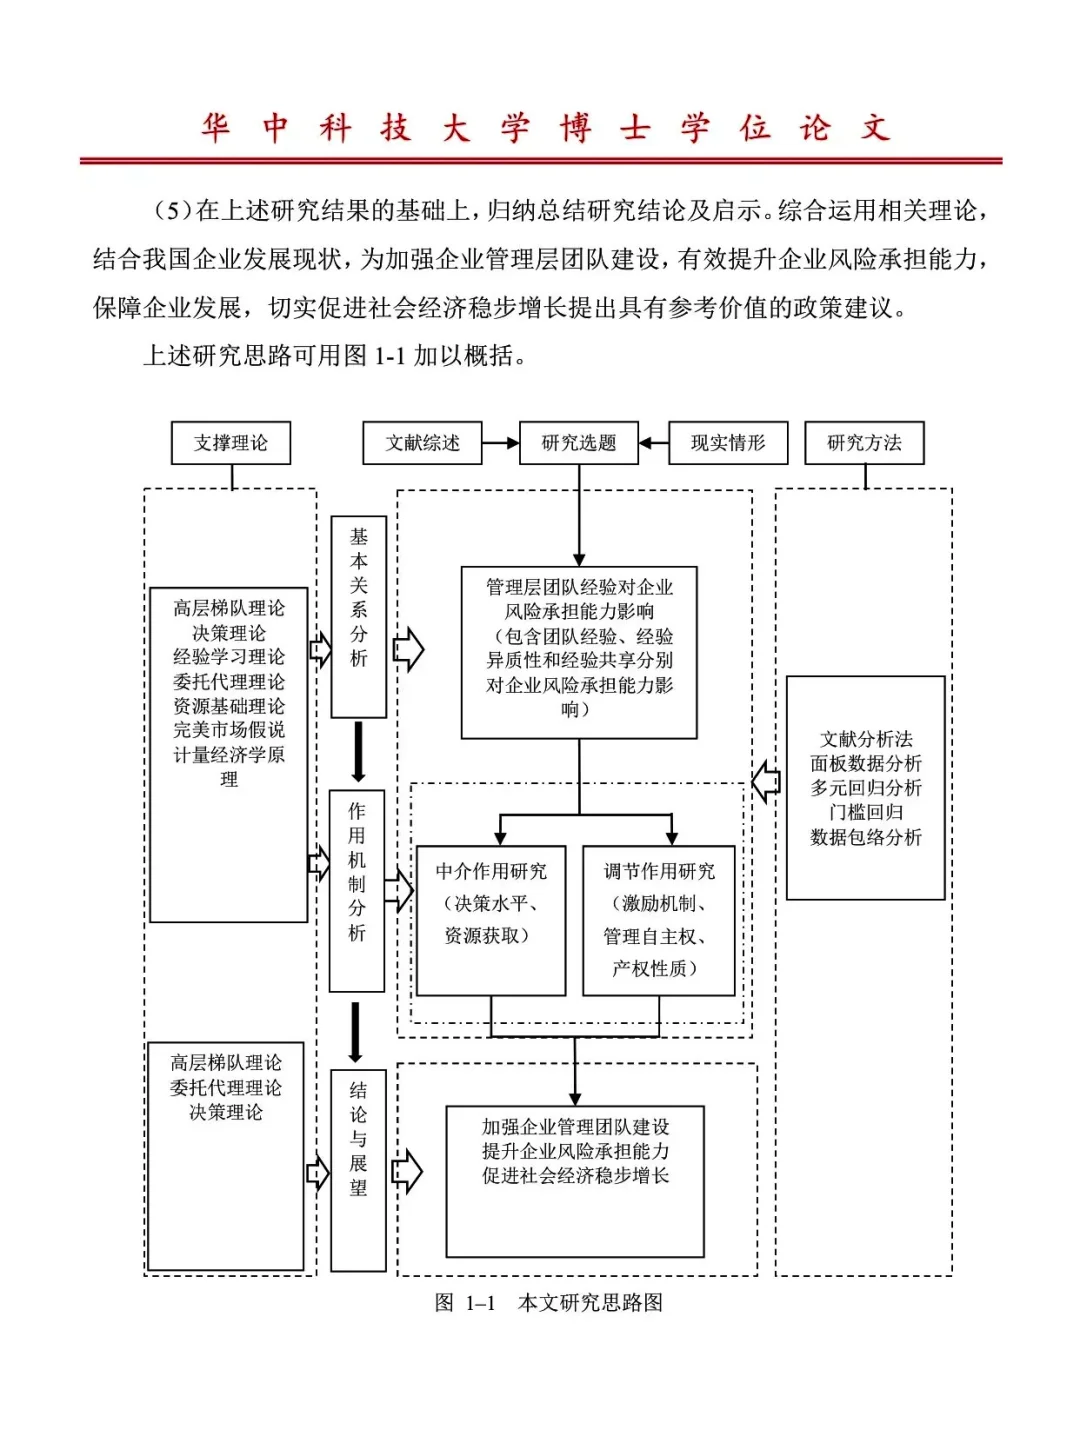 华中科技大学博士学位论文
（5）在上述研究结果的基础上，归纳总结研究结论及启示。综合运用相关理论，
结合我国企业发展现状，为加强企业管理层团队建设，有效提升企业风险承担能力，
保障企业发展，切实促进社会经济稳步增长提出具有参考价值的政策建议。
上述研究思路可用图 1-1 加以概括。
支撑理论
文献综述
研究选题
现实情形
研究方法
高层梯队理论
决策理论
经验学习理论
委托代理理论
资源基础理论
完美市场假说
计量经济学原
理
基
本
关
系
分
析
管理层团队经验对企业
风险承担能力影响
（包含团队经验、经验
异质性和经验共享分别
对企业风险承担能力影
响）
文献分析法
面板数据分析
多元回归分析
门槛回归
数据包络分析
作
用
机
制
分
析
中介作用研究
（决策水平、
资源获取）
调节作用研究
（激励机制、
管理自主权、
产权性质）
高层梯队理论
委托代理理论
决策理论
结
论
与
展
望
加强企业管理团队建设
提升企业风险承担能力
促进社会经济稳步增长
图 1–1 本文研究思路图